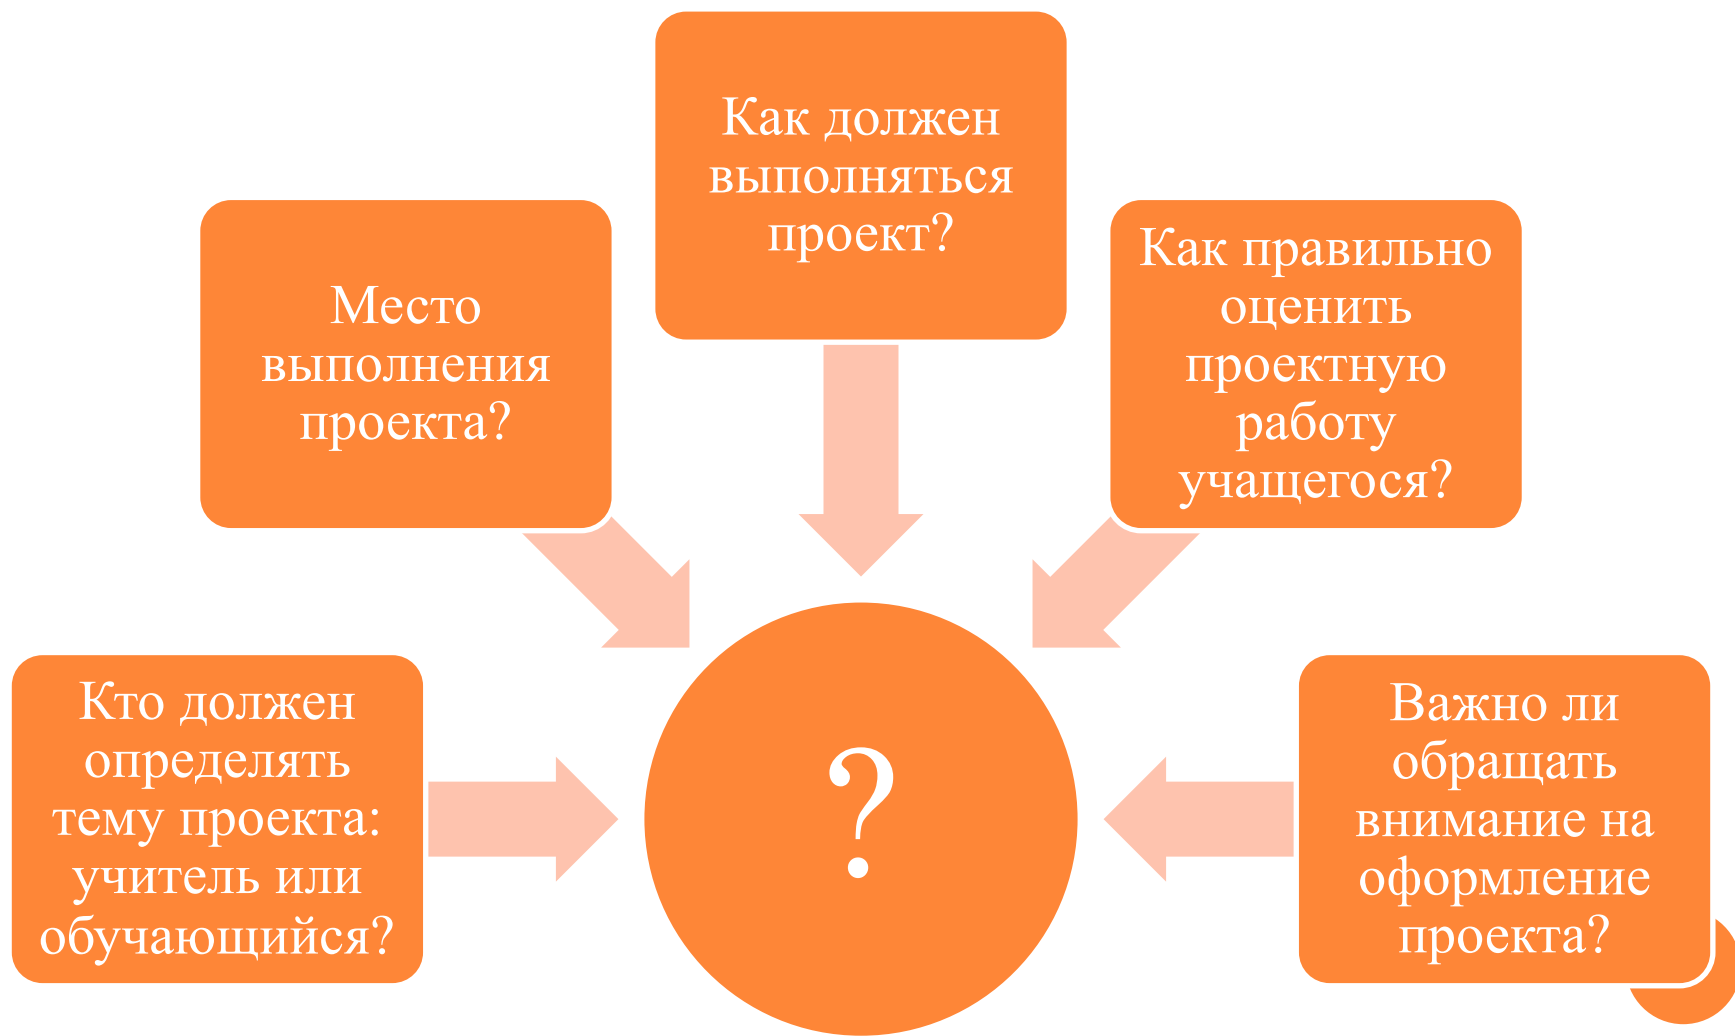 Как должен
выполняться
проект?
Место
выполнения
проекта?
Как правильно
оценить
проектную
работу
учащегося?
Кто должен
определять
тему проекта:
учитель или
обучающийся?
?
Важно ли
обращать
внимание на
оформление
проекта?